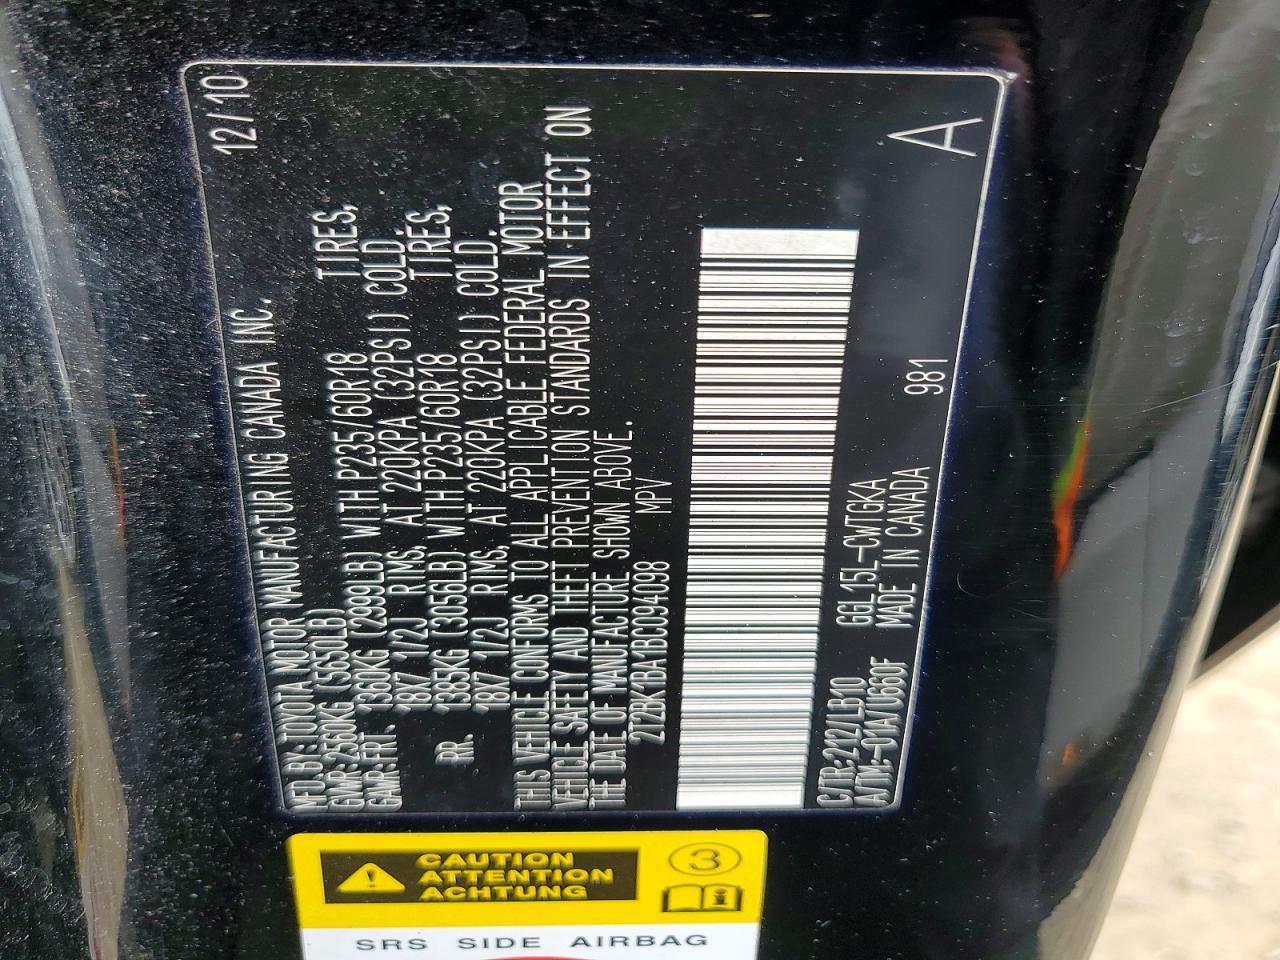 MFD BY: TOYOTA MOTOR MANUFACTURING CANADA INC. 12/10
GVWR: 2560KG (5650LB)
GAWR: FRT. 1360KG (2999LB) WITH P235/60R18 TIRES,
18X7 1/2J RIMS, AT 220KPA (32PSI) COLD.
RR. 1385KG (3056LB) WITH P235/60R18 TIRES,
18X7 1/2J RIMS, AT 220KPA (32PSI) COLD.
THIS VEHICLE CONFORMS TO ALL APPLICABLE FEDERAL MOTOR
VEHICLE SAFETY AND THEFT PREVENTION STANDARDS IN EFFECT ON
THE DATE OF MANUFACTURE SHOWN ABOVE.
2T2BK1BA1BC094098 MPV
C/TR: 212/LB10 GGL15L-CWTGKA
A/TM: -01A/U660F MADE IN CANADA 981 A
CAUTION
ATTENTION
ACHTUNG
3
SRS SIDE AIRBAG